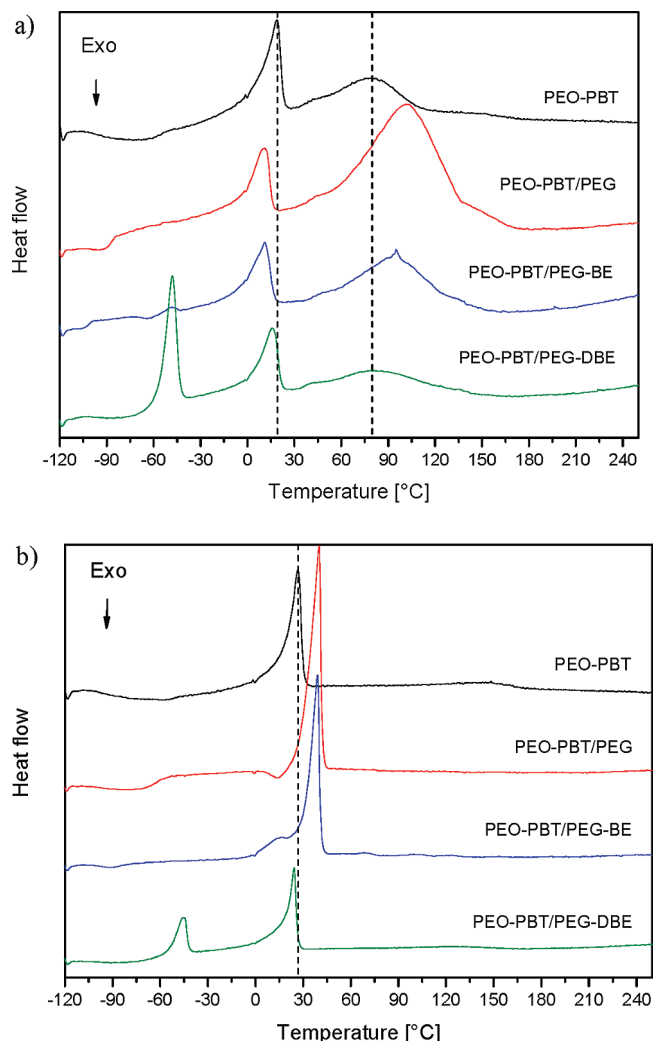 a)
Exo
PEO-PBT
PEO-PBT/PEG
PEO-PBT/PEG-BE
PEO-PBT/PEG-DBE
Heat flow
-120 -90 -60 -30 0 30 60 90 120 150 180 210 240
Temperature [°C]
b)
Exo
PEO-PBT
PEO-PBT/PEG
PEO-PBT/PEG-BE
PEO-PBT/PEG-DBE
Heat flow
-120 -90 -60 -30 0 30 60 90 120 150 180 210 240
Temperature [°C]